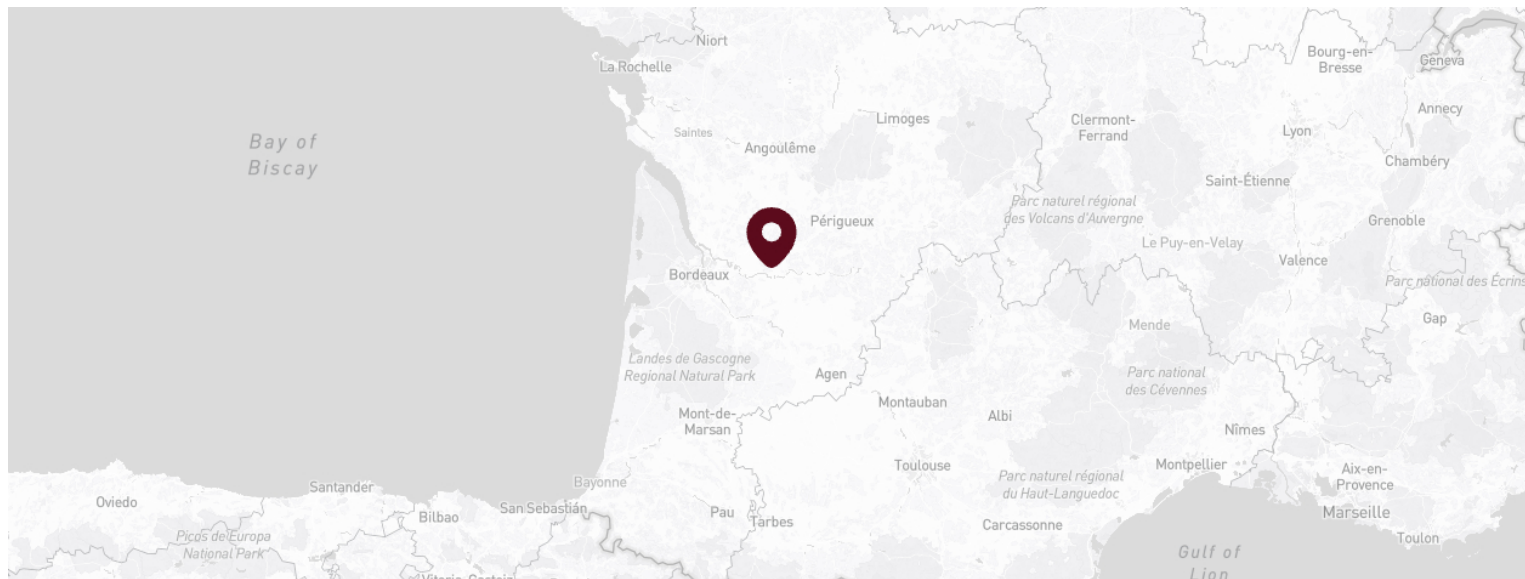 Niort
La Rochelle
Bourg-en-
Bresse
Geneva
Annecy
Limoges
Clermont-
Ferrand
Lyon
Saintes
Angoulême
Bay of
Biscay
Chambéry
Saint-Étienne
Parc naturel régional
des Volcans d'Auvergne
Périgueux
Grenoble
Le Puy-en-Velay
Valence
Bordeaux
Parc national des Écrins
Mende
Gap
Landes de Gascogne
Regional Natural Park
Agen
Parc national
des Cévennes
Montauban
Mont-de-
Marsan
Albi
Nîmes
Toulouse
Montpellier
Parc naturel régional
du Haut-Languedoc
Aix-en-
Provence
Bayonne
Santander
Oviedo
San Sebastián
Bilbao
Pau
Tarbes
Carcassonne
Marseille
Toulon
Picos de Europa
National Park
Gulf of
Lion
Vitoria-Gasteiz